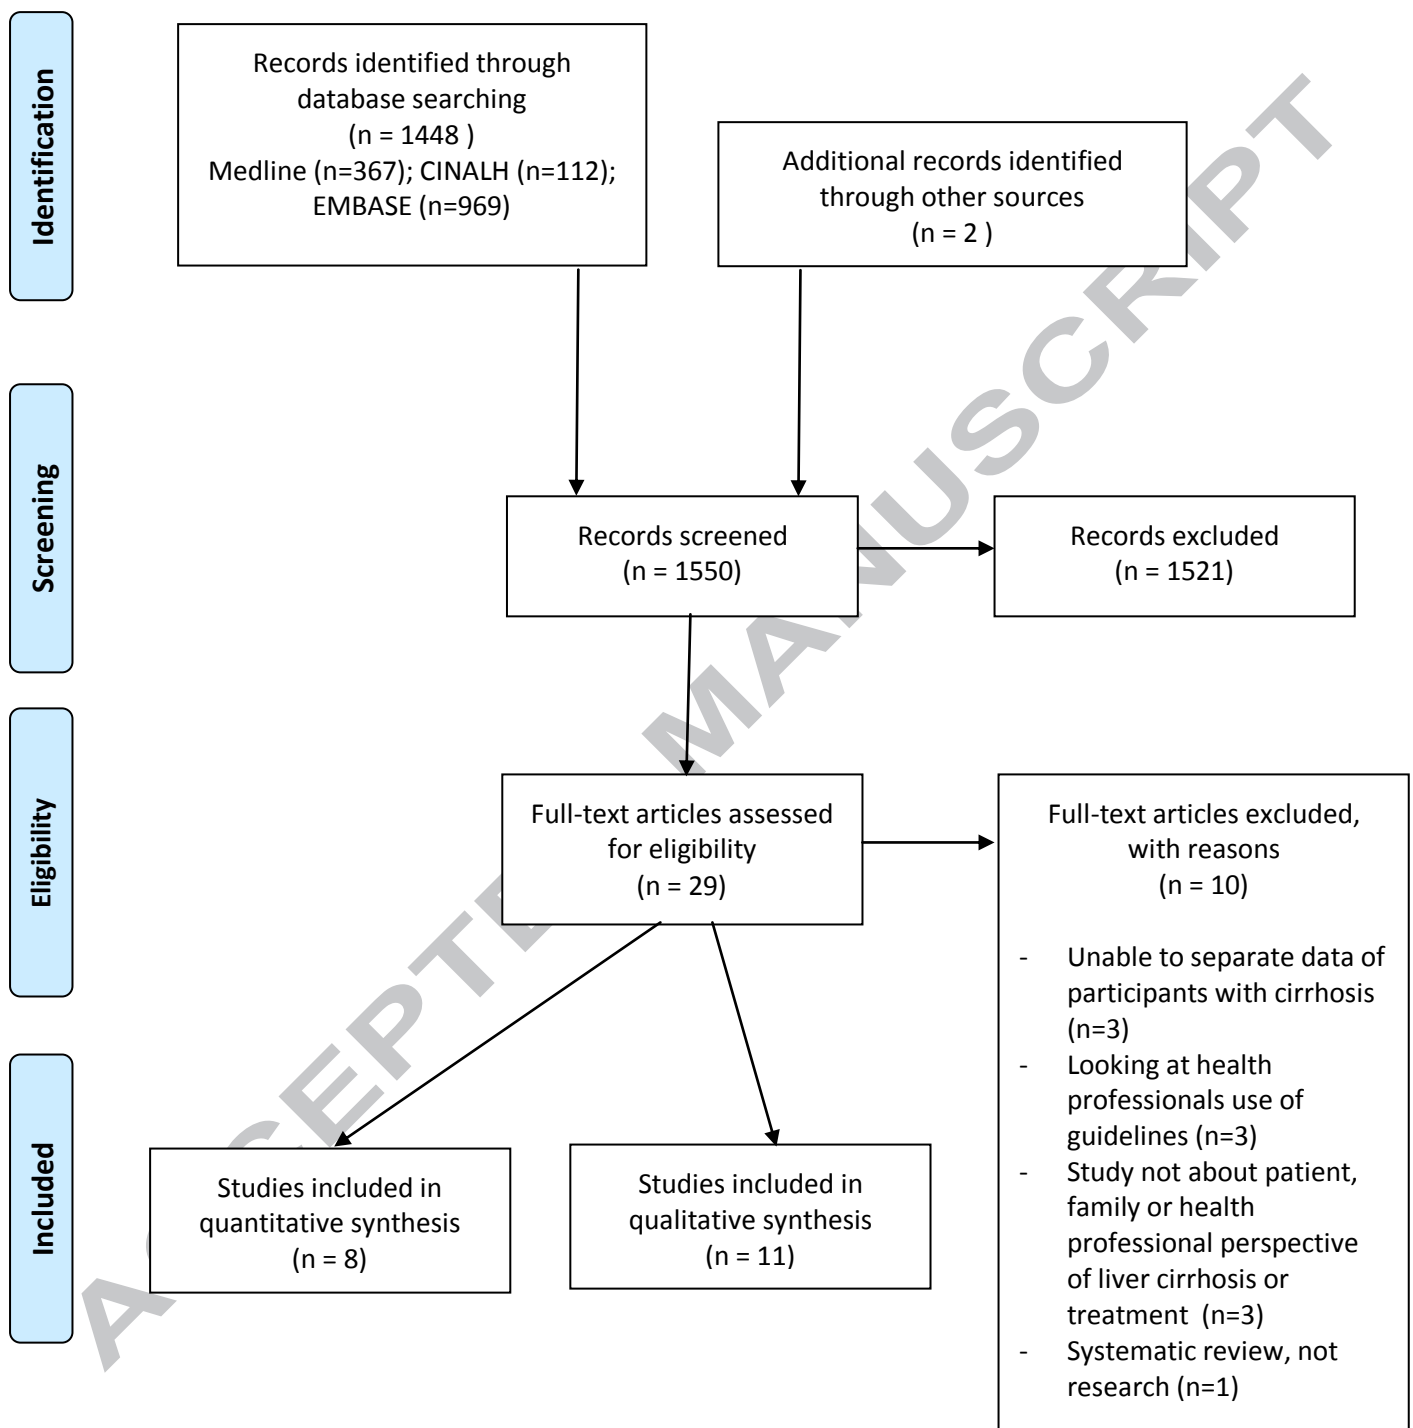 Identification
Records identified through
database searching
(n = 1448 )
Medline (n=367); CINALH (n=112);
EMBASE (n=969)
Additional records identified
through other sources
(n = 2 )
Screening
Records screened
(n = 1550)
Records excluded
(n = 1521)
Eligibility
Full-text articles assessed
for eligibility
(n = 29)
Full-text articles excluded,
with reasons
(n = 10)
- Unable to separate data of
participants with cirrhosis
(n=3)
- Looking at health
professionals use of
guidelines (n=3)
- Study not about patient,
family or health
professional perspective
of liver cirrhosis or
treatment (n=3)
- Systematic review, not
research (n=1)
Included
Studies included in
quantitative synthesis
(n = 8)
Studies included in
qualitative synthesis
(n = 11)
ACCEPTED MANUSCRIPT